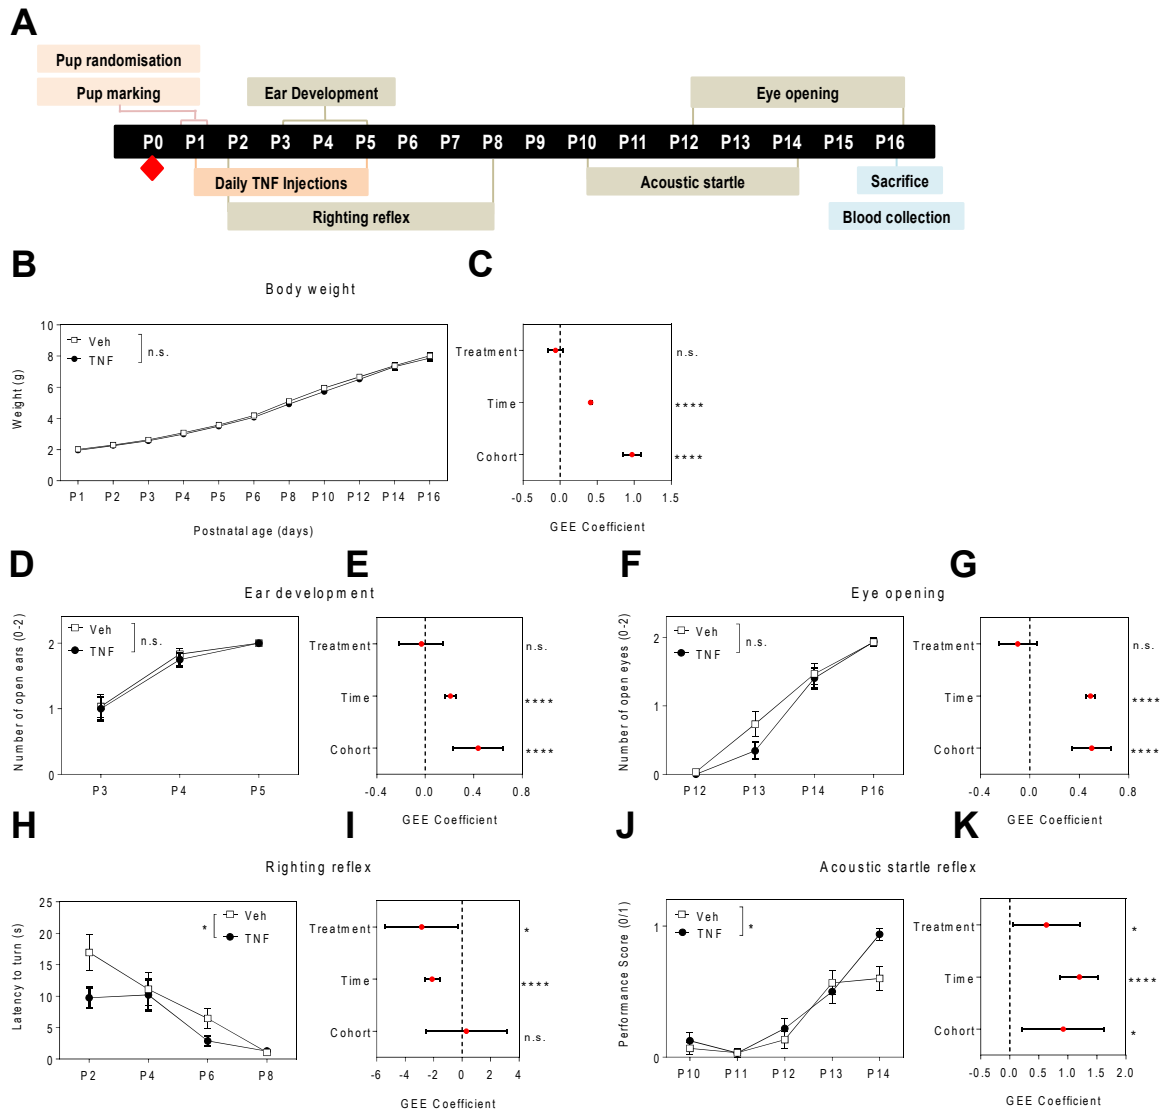 A
Pup randomisation
Pup marking
Ear Development
Eye opening
P0 P1 P2 P3 P4 P5 P6 P7 P8 P9 P10 P11 P12 P13 P14 P15 P16
Daily TNF Injections
Acoustic startle
Sacrifice
Righting reflex
Blood collection
B
C
Body weight
Weight (g)
10
8
6
4
2
0
Veh
TNF
n.s.
P1 P2 P3 P4 P5 P6 P8 P10 P12 P14 P16
Postnatal age (days)
Treatment
n.s.
Time
****
Cohort
****
-0.5 0.0 0.5 1.0 1.5
GEE Coefficient
D
E
Ear development
Number of open ears (0-2)
2
1
0
Veh
TNF
n.s.
P3 P4 P5
Treatment
n.s.
Time
****
Cohort
****
-0.4 0.0 0.4 0.8
GEE Coefficient
F
G
Eye opening
Number of open eyes (0-2)
2
1
0
Veh
TNF
n.s.
P12 P13 P14 P16
Treatment
n.s.
Time
****
Cohort
****
-0.4 0.0 0.4 0.8
GEE Coefficient
H
I
Righting reflex
Latency to turn (s)
25
20
15
10
5
0
Veh
TNF
*
P2 P4 P6 P8
Treatment
*
Time
****
Cohort
n.s.
-6 -4 -2 0 2 4
GEE Coefficient
J
K
Acoustic startle reflex
Performance Score (0/1)
1
0
Veh
TNF
*
P10 P11 P12 P13 P14
Treatment
*
Time
****
Cohort
*
-0.5 0.0 0.5 1.0 1.5 2.0
GEE Coefficient